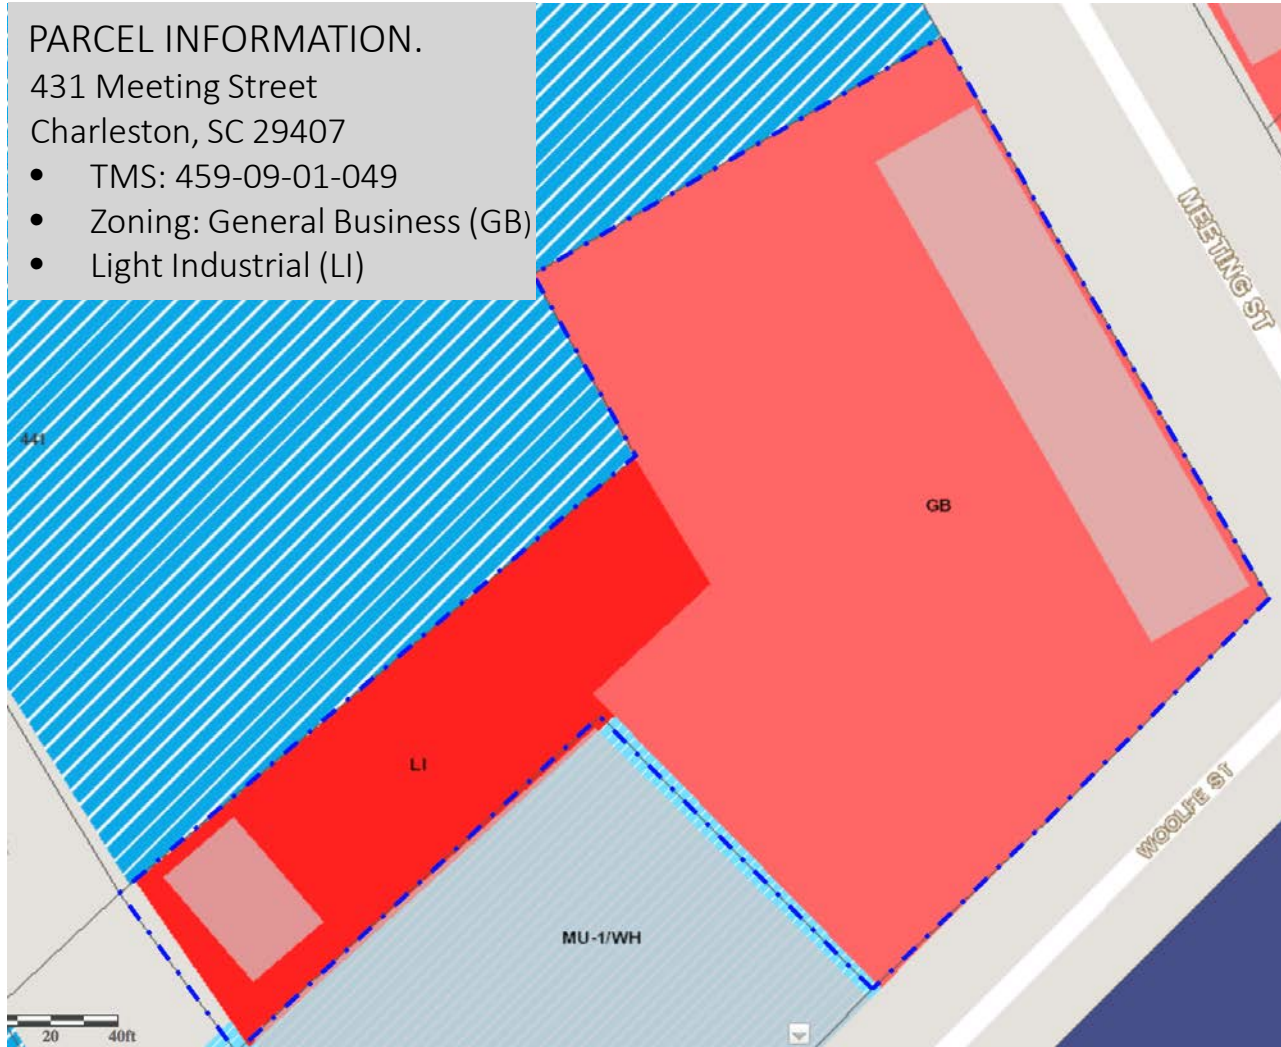 PARCEL INFORMATION.
431 Meeting Street
Charleston, SC 29407
• TMS: 459-09-01-049
• Zoning: General Business (GB)
• Light Industrial (LI)
MEETING ST
441
GB
LI
WOOLFE ST
MU-1/WH
20 40ft